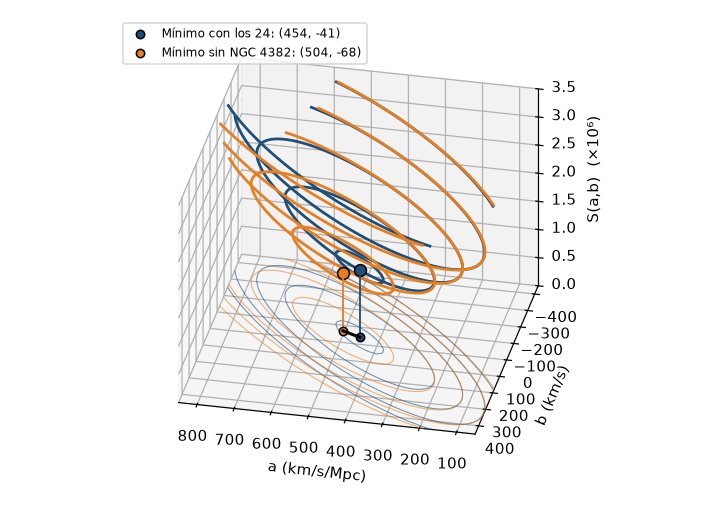 Mínimo con los 24: (454, -41)
Mínimo sin NGC 4382: (504, -68)
3.5
3.0
2.5
2.0
1.5
1.0
0.5
0.0
S(a,b) (×10⁶)
−400
−300
−200
−100
0
100
200
300
400
b (km/s)
800 700 600 500 400 300 200 100
a (km/s/Mpc)